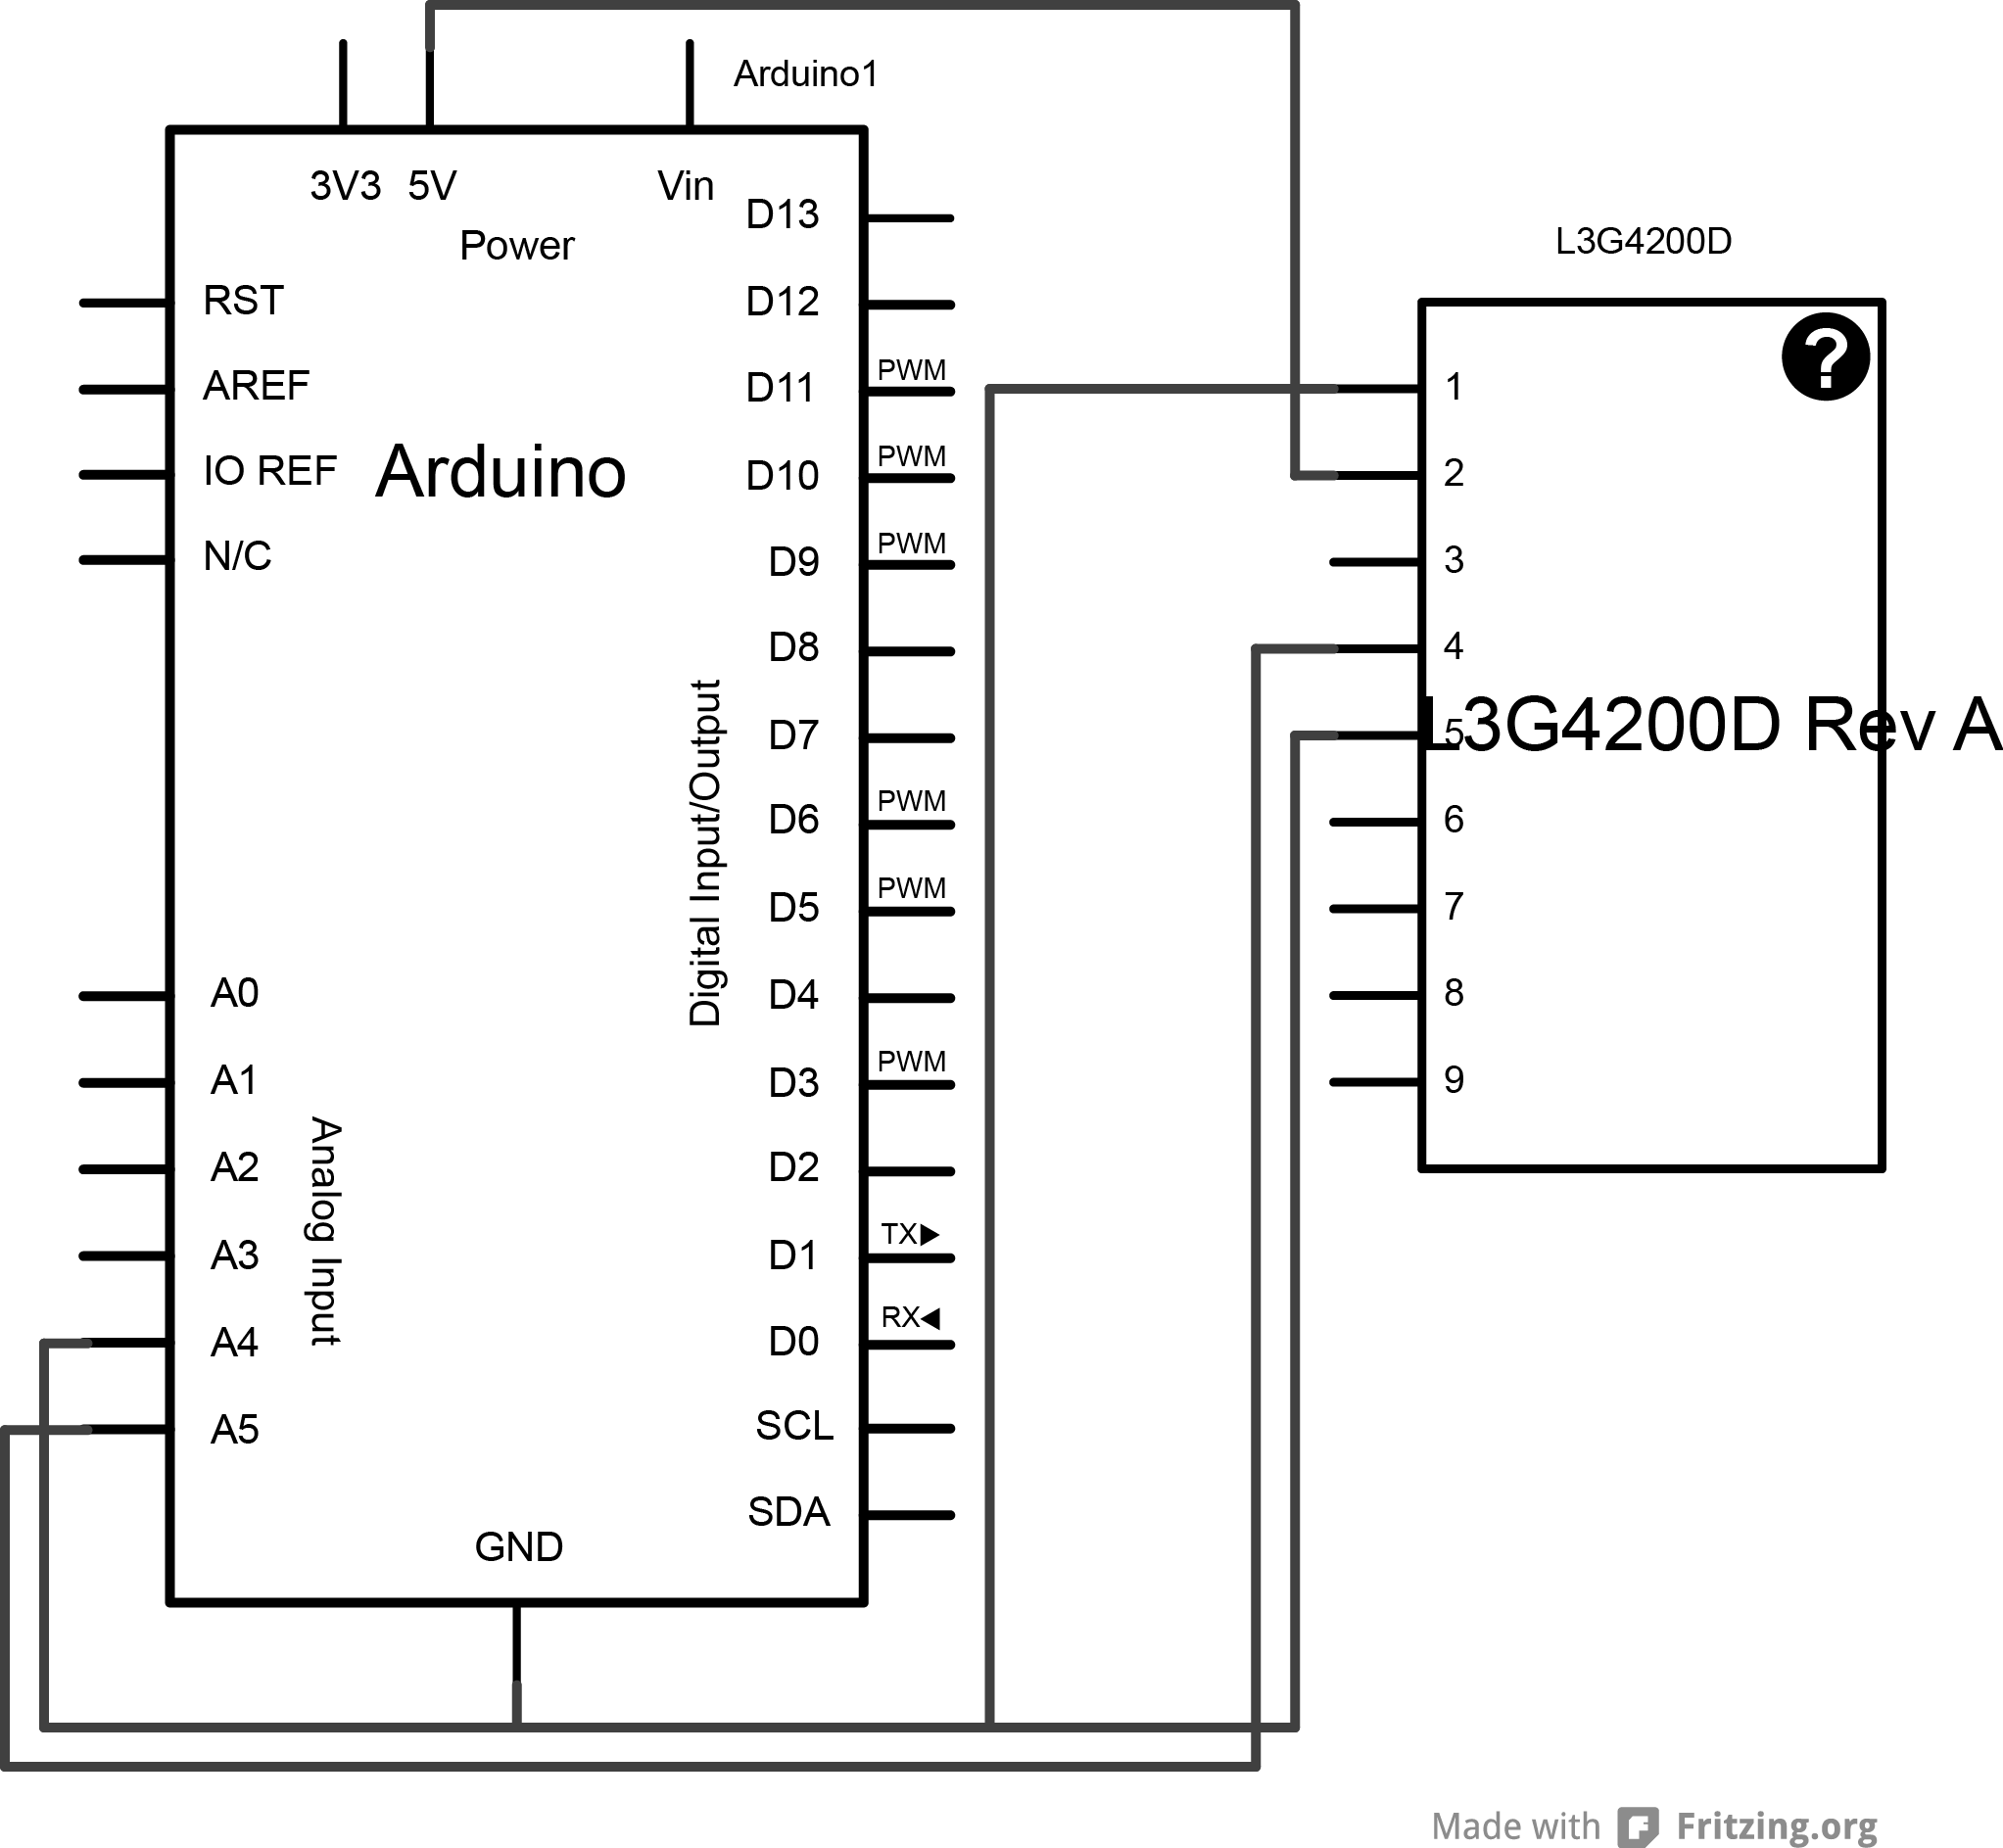 Arduino1
3V3 5V Vin
Power
RST
AREF
IO REF
N/C
Arduino
A0
A1
A2
A3
A4
A5
Analog Input
D13
D12
D11 PWM
D10 PWM
D9 PWM
D8
D7
D6 PWM
D5 PWM
D4
D3 PWM
D2
D1 TX
D0 RX
SCL
SDA
Digital Input/Output
GND
L3G4200D
?
1
2
3
4
5
6
7
8
9
L3G4200D Rev A
Made with Fritzing.org